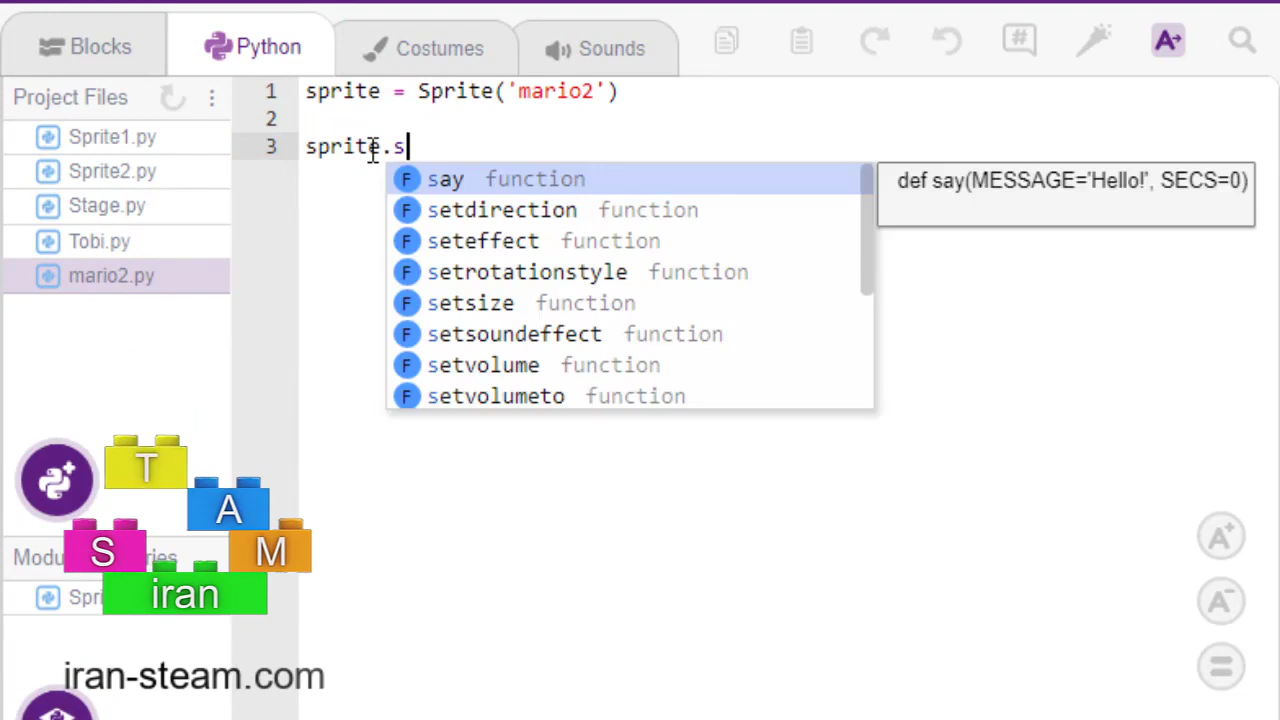 Blocks
Python
Costumes
Sounds
#
A
Project Files
Sprite1.py
Sprite2.py
Stage.py
Tobi.py
mario2.py
1 sprite = Sprite('mario2')
2
3 sprite.s
F say function
F setdirection function
F seteffect function
F setrotationstyle function
F setsize function
F setsoundeffect function
F setvolume function
F setvolumeto function
def say(MESSAGE='Hello!', SECS=0)
T
A
S
M
iran
iran-steam.com
A+
A-